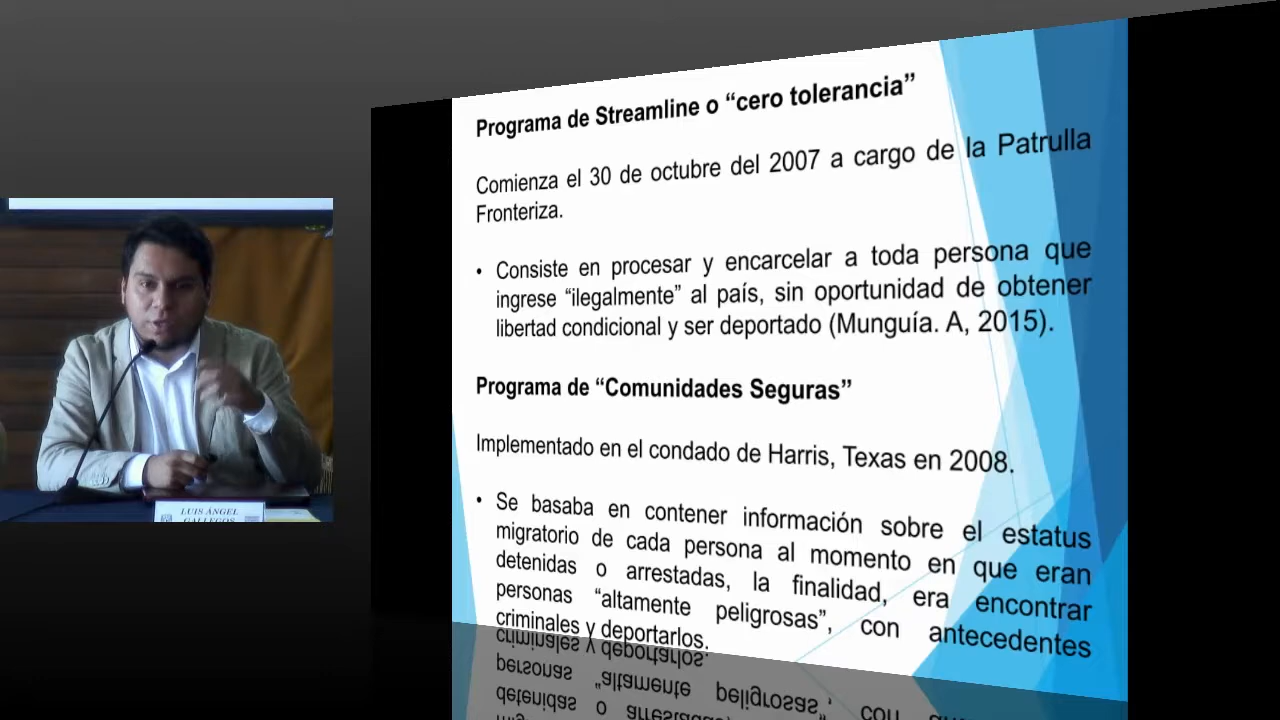 Programa de Streamline o “cero tolerancia”
Comienza el 30 de octubre del 2007 a cargo de la Patrulla
Fronteriza.
• Consiste en procesar y encarcelar a toda persona que
ingrese “ilegalmente” al país, sin oportunidad de obtener
libertad condicional y ser deportado (Munguía. A, 2015).
Programa de “Comunidades Seguras”
Implementado en el condado de Harris, Texas en 2008.
• Se basaba en contener información sobre el estatus
migratorio de cada persona al momento en que eran
detenidas o arrestadas, la finalidad, era encontrar
personas “altamente peligrosas”, con antecedentes
criminales y deportarlos.
LUIS ÁNGEL
GALLEGOS